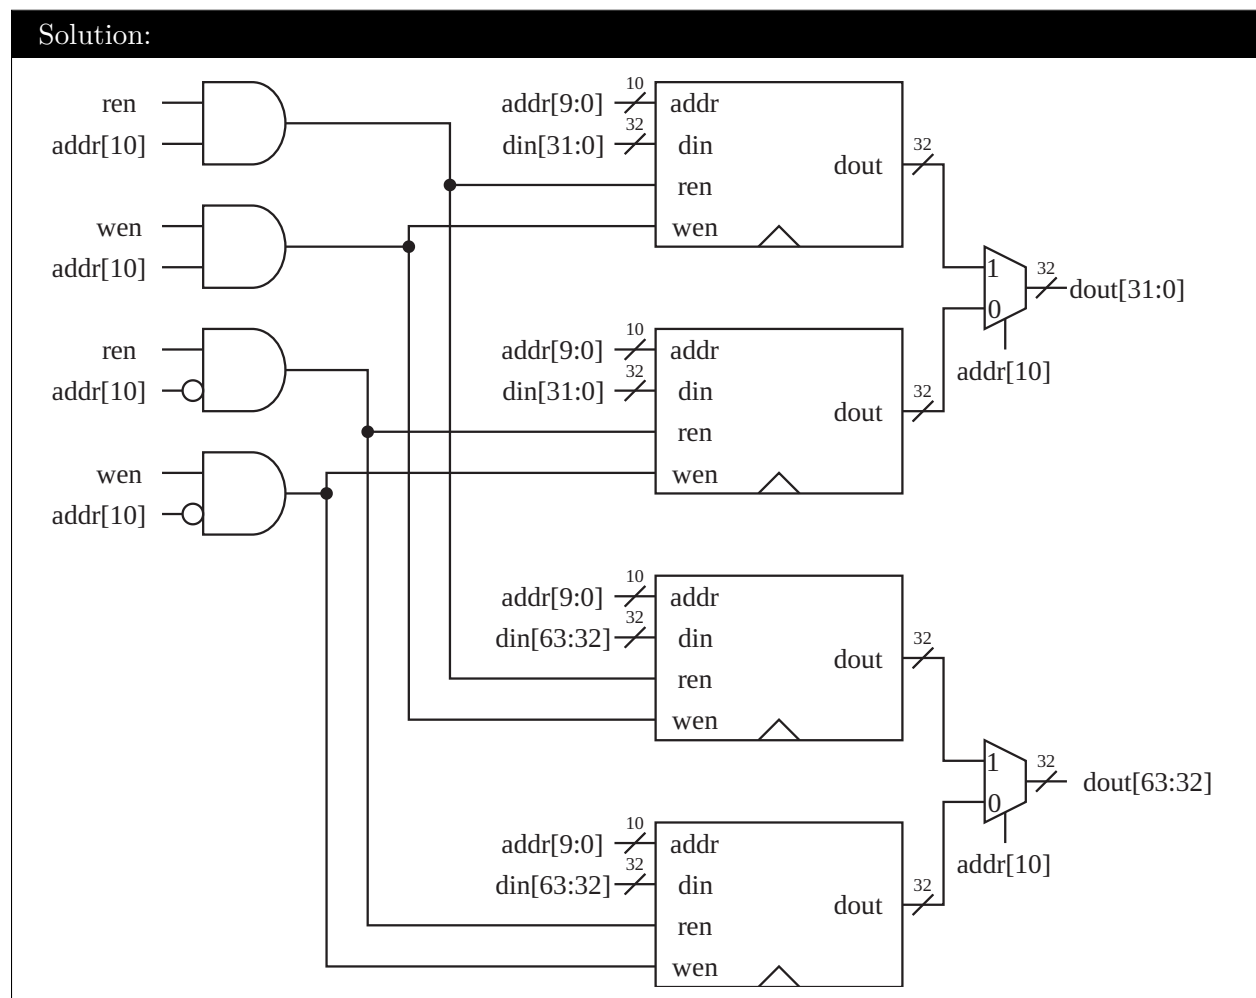 Solution:
ren
addr[10]
wen
addr[10]
ren
addr[10]
wen
addr[10]
10
addr[9:0]
addr
32
din[31:0]
din
ren
wen
dout
32
10
addr[9:0]
addr
32
din[31:0]
din
ren
wen
dout
32
1
0
32
dout[31:0]
addr[10]
10
addr[9:0]
addr
32
din[63:32]
din
ren
wen
dout
32
10
addr[9:0]
addr
32
din[63:32]
din
ren
wen
dout
32
1
0
32
dout[63:32]
addr[10]